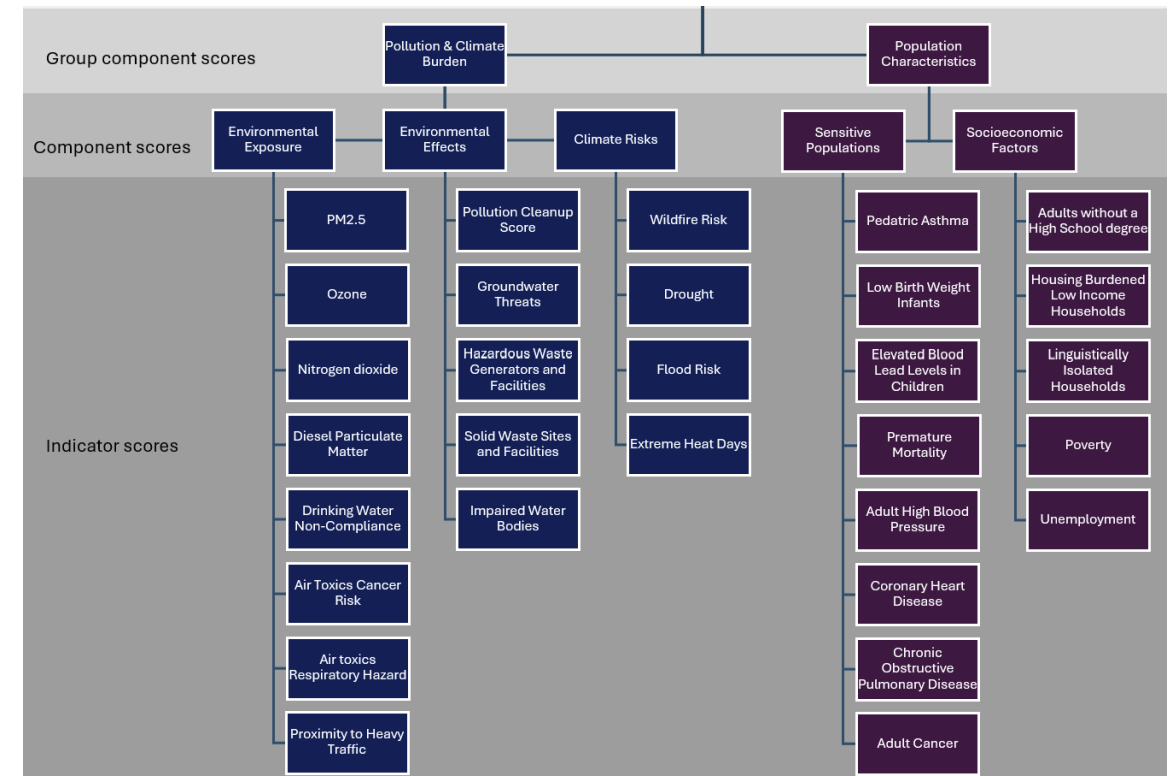 Group component scores
Pollution & Climate
Burden
Population
Characteristics
Component scores
Environmental
Exposure
Environmental
Effects
Climate Risks
Sensitive
Populations
Socioeconomic
Factors
Indicator scores
PM2.5
Ozone
Nitrogen dioxide
Diesel Particulate
Matter
Drinking Water
Non-Compliance
Air Toxics Cancer
Risk
Air toxics
Respiratory Hazard
Proximity to Heavy
Traffic
Pollution Cleanup
Score
Groundwater
Threats
Hazardous Waste
Generators and
Facilities
Solid Waste Sites
and Facilities
Impaired Water
Bodies
Wildfire Risk
Drought
Flood Risk
Extreme Heat Days
Pediatric Asthma
Low Birth Weight
Infants
Elevated Blood
Lead Levels in
Children
Premature
Mortality
Adult High Blood
Pressure
Coronary Heart
Disease
Chronic
Obstructive
Pulmonary Disease
Adult Cancer
Adults without a
High School degree
Housing Burdened
Low Income
Households
Linguistically
Isolated
Households
Poverty
Unemployment